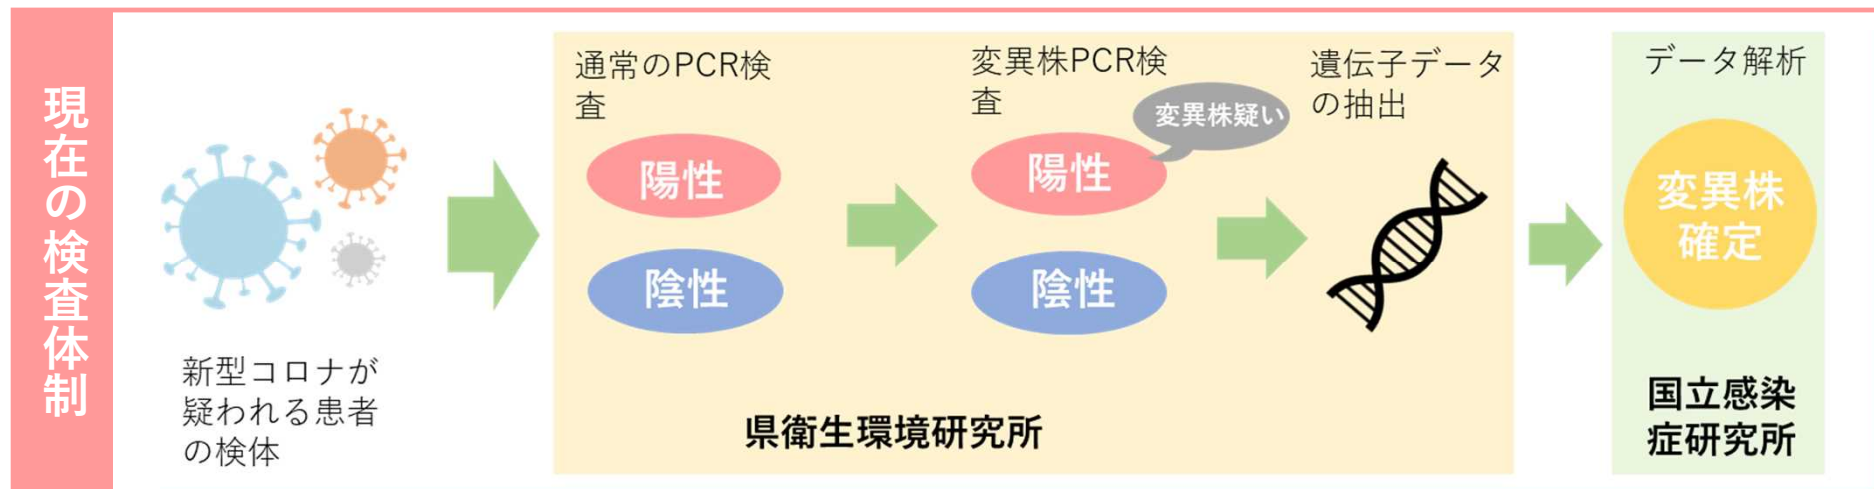 現在の検査体制
新型コロナが
疑われる患者
の検体
通常のPCR検
査
陽性
陰性
変異株PCR検
査
変異株疑い
陽性
陰性
遺伝子データ
の抽出
県衛生環境研究所
データ解析
変異株
確定
国立感染
症研究所